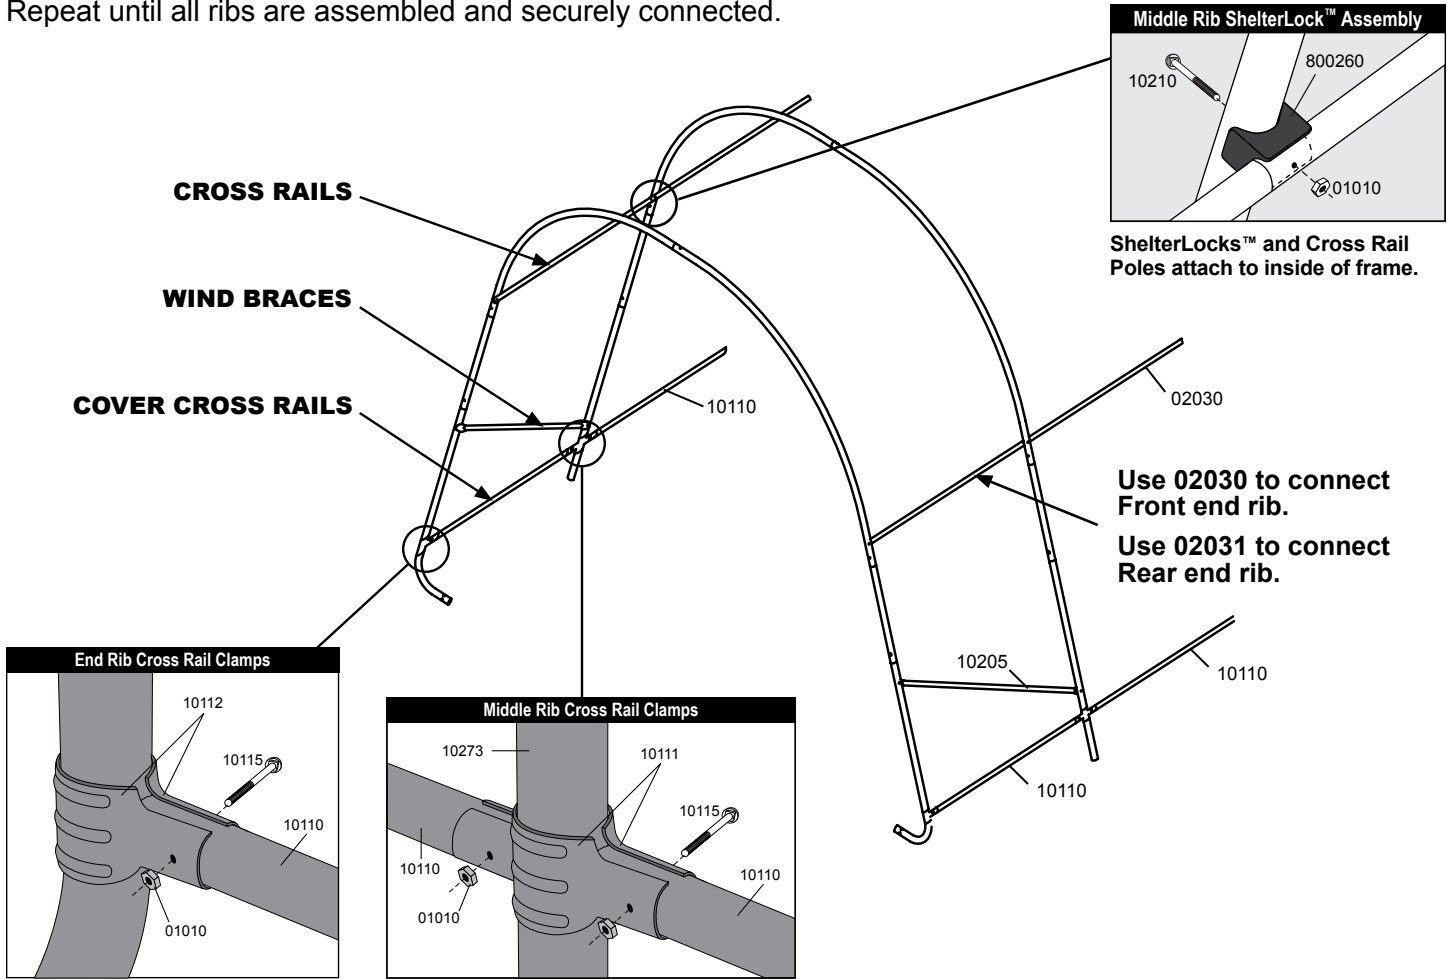 Repeat until all ribs are assembled and securely connected.
Middle Rib ShelterLock™ Assembly
10210
800260
01010
ShelterLocks™ and Cross Rail
Poles attach to inside of frame.
CROSS RAILS
WIND BRACES
COVER CROSS RAILS
10110
02030
Use 02030 to connect
Front end rib.
Use 02031 to connect
Rear end rib.
10205
10110
10110
End Rib Cross Rail Clamps
10112
10115
10110
01010
Middle Rib Cross Rail Clamps
10273
10111
10115
10110
10110
01010